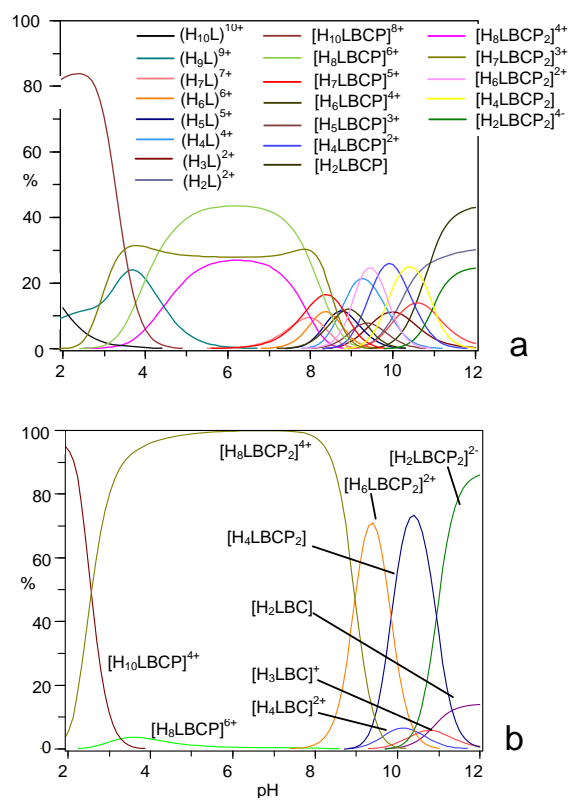 100
80
60
%
40
20
0
(H₁₀L)¹⁰⁺
(H₉L)⁹⁺
(H₇L)⁷⁺
(H₆L)⁶⁺
(H₅L)⁵⁺
(H₄L)⁴⁺
(H₃L)²⁺
(H₂L)²⁺
[H₁₀LBCP]⁸⁺
[H₈LBCP]⁶⁺
[H₇LBCP]⁵⁺
[H₆LBCP]⁴⁺
[H₅LBCP]³⁺
[H₄LBCP]²⁺
[H₂LBCP]
[H₈LBCP₂]⁴⁺
[H₇LBCP₂]³⁺
[H₆LBCP₂]²⁺
[H₄LBCP₂]
[H₂LBCP₂]⁴⁻
2 4 6 8 10 12
a
100
80
60
%
40
20
0
[H₈LBCP₂]⁴⁺
[H₂LBCP₂]²⁻
[H₆LBCP₂]²⁺
[H₄LBCP₂]
[H₂LBC]
[H₁₀LBCP]⁴⁺
[H₃LBC]⁺
[H₄LBC]²⁺
[H₈LBCP]⁶⁺
b
2 4 6 8 10 12
pH